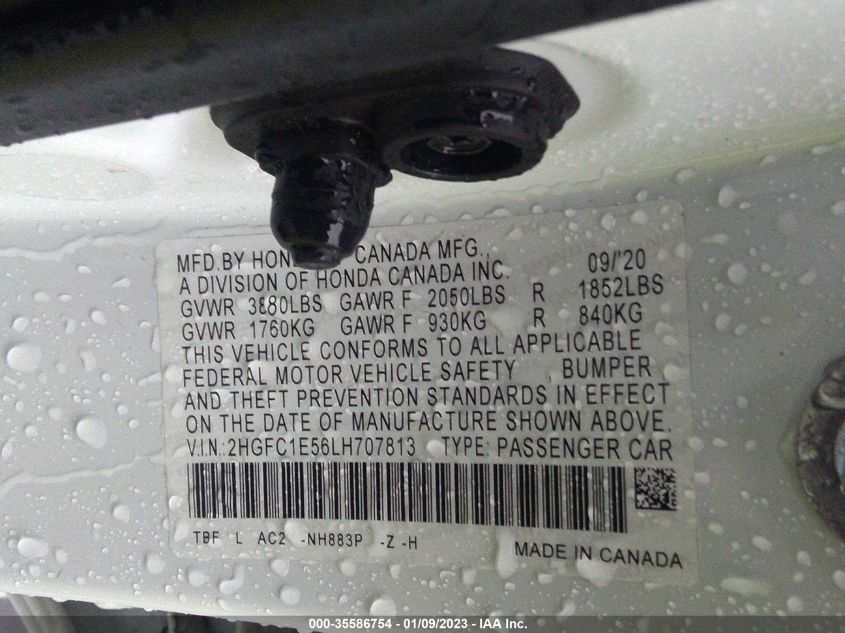 MFD.BY CANADA MFG., 09/'20
A DIVISION OF HONDA CANADA INC.
GVWR 3880LBS GAWR F 2050LBS R 1852LBS
GVWR 1760KG GAWR F 930KG R 840KG
THIS VEHICLE CONFORMS TO ALL APPLICABLE
FEDERAL MOTOR VEHICLE SAFETY , BUMPER
AND THEFT PREVENTION STANDARDS IN EFFECT
ON THE DATE OF MANUFACTURE SHOWN ABOVE.
V.I.N.:2HGFC1E56LH707813 TYPE: PASSENGER CAR
TBF L AC2 -NH883P -Z -H
MADE IN CANADA
000-35586754 - 01/09/2023 - IAA Inc.